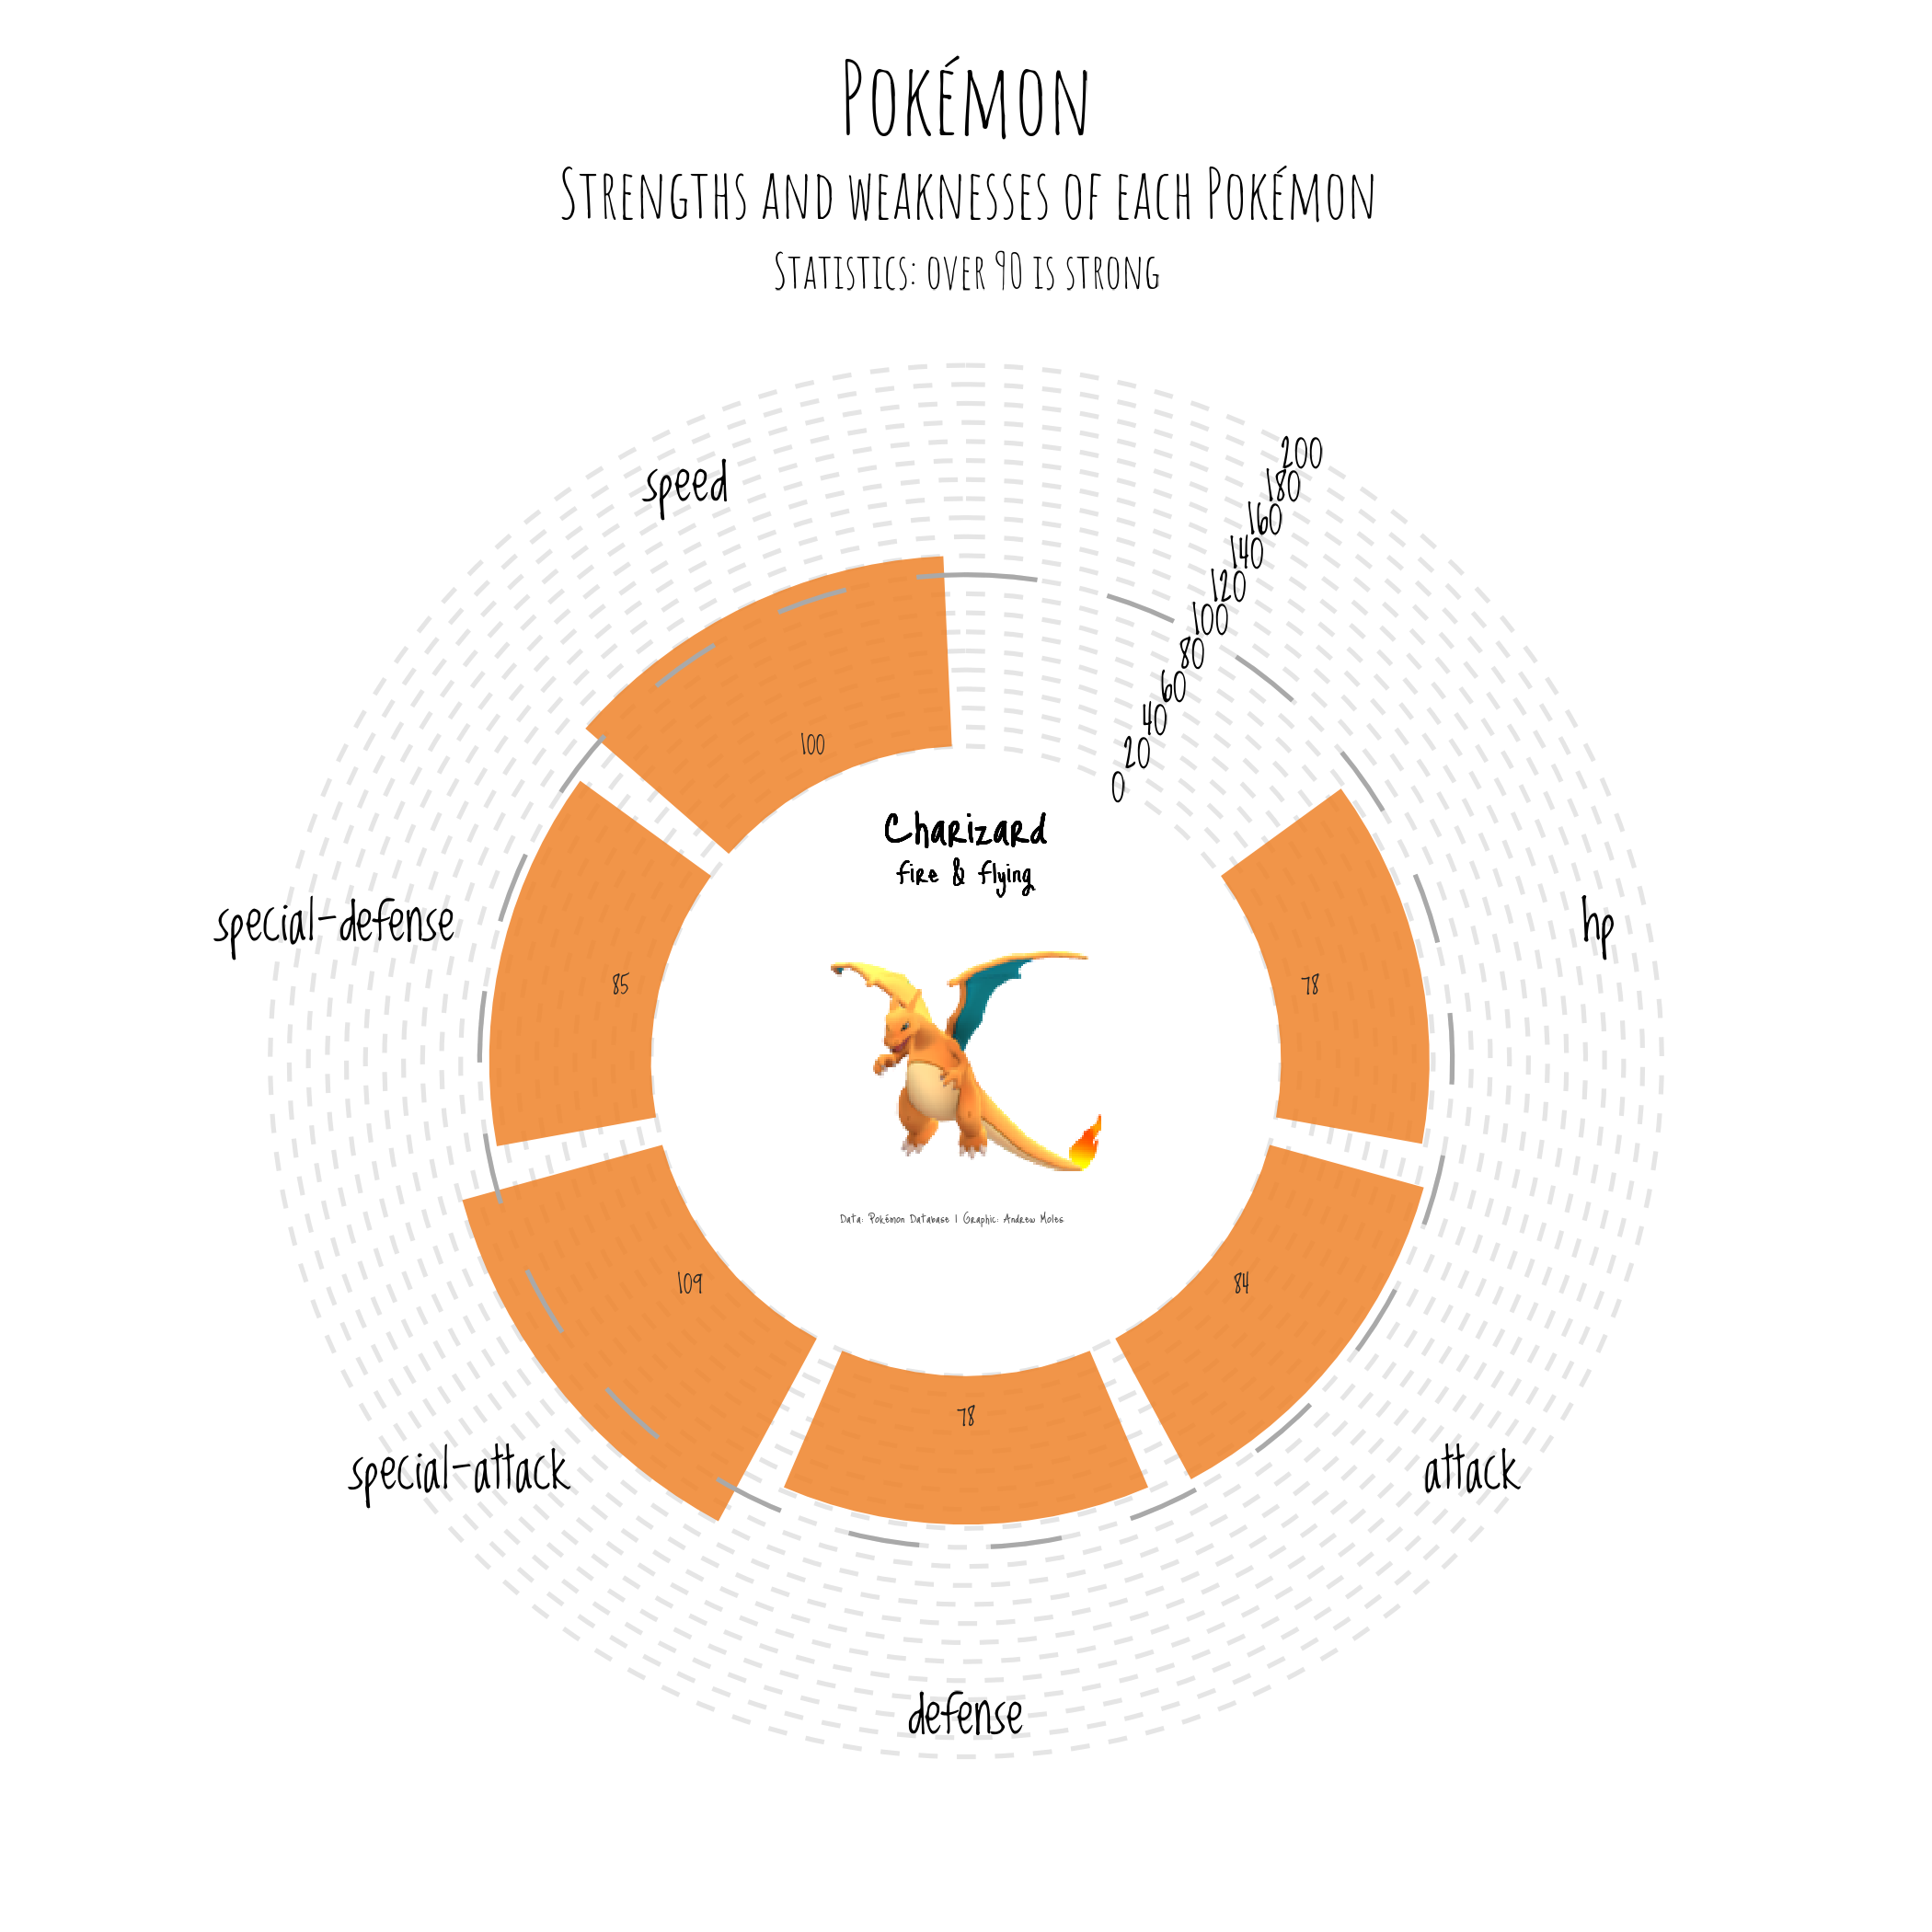 Pokémon
Strengths and weaknesses of each Pokémon
Statistics: over 90 is strong
200
180
160
140
120
100
80
60
40
20
0
speed
100
Charizard
fire & flying
special-defense
85
hp
78
Data: Pokémon Database | Graphic: Andrew Moles
109
84
78
special-attack
attack
defense